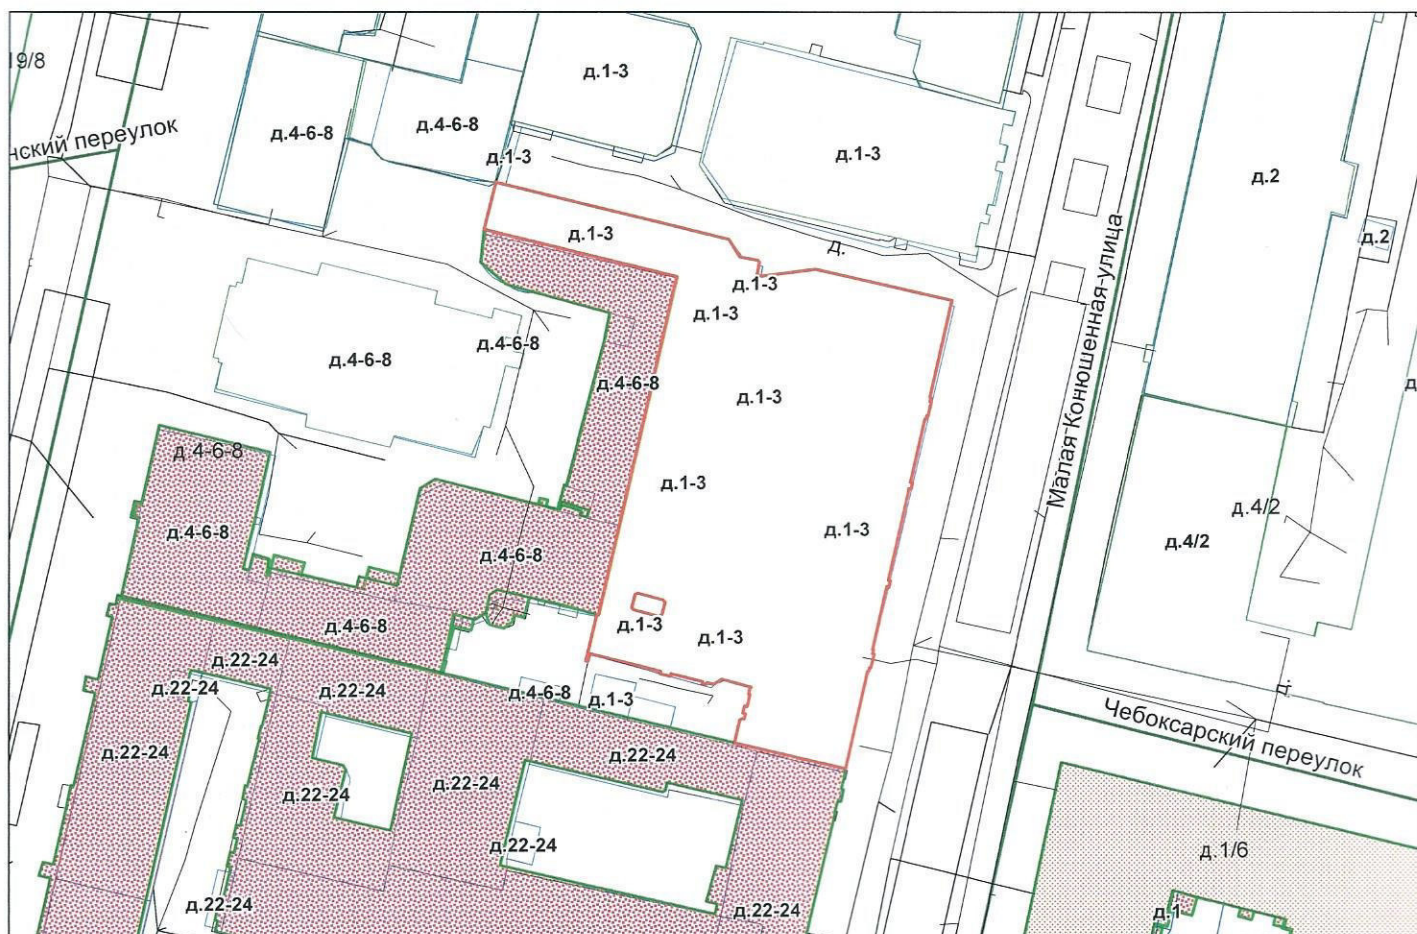 19/8
нский переулок
д.4-6-8
д.4-6-8
д.1-3
д.1-3
д.1-3
д.1-3
д.
д.1-3
д.1-3
д.2
д.2
Малая Конюшенная улица
д.4-6-8
д.4-6-8
д.4-6-8
д.1-3
д
д.4-6-8
д.4-6-8
д.1-3
д.1-3
д.4/2
д.4/2
д.4-6-8
д.4-6-8
д.1-3
д.1-3
д.22-24
д.22-24
д.22-24
д.4-6-8
д.1-3
д.
Чебоксарский переулок
д.22-24
д.22-24
д.22-24
д.22-24
д.22-24
д.1/6
д.22-24
д.22-24
д.1